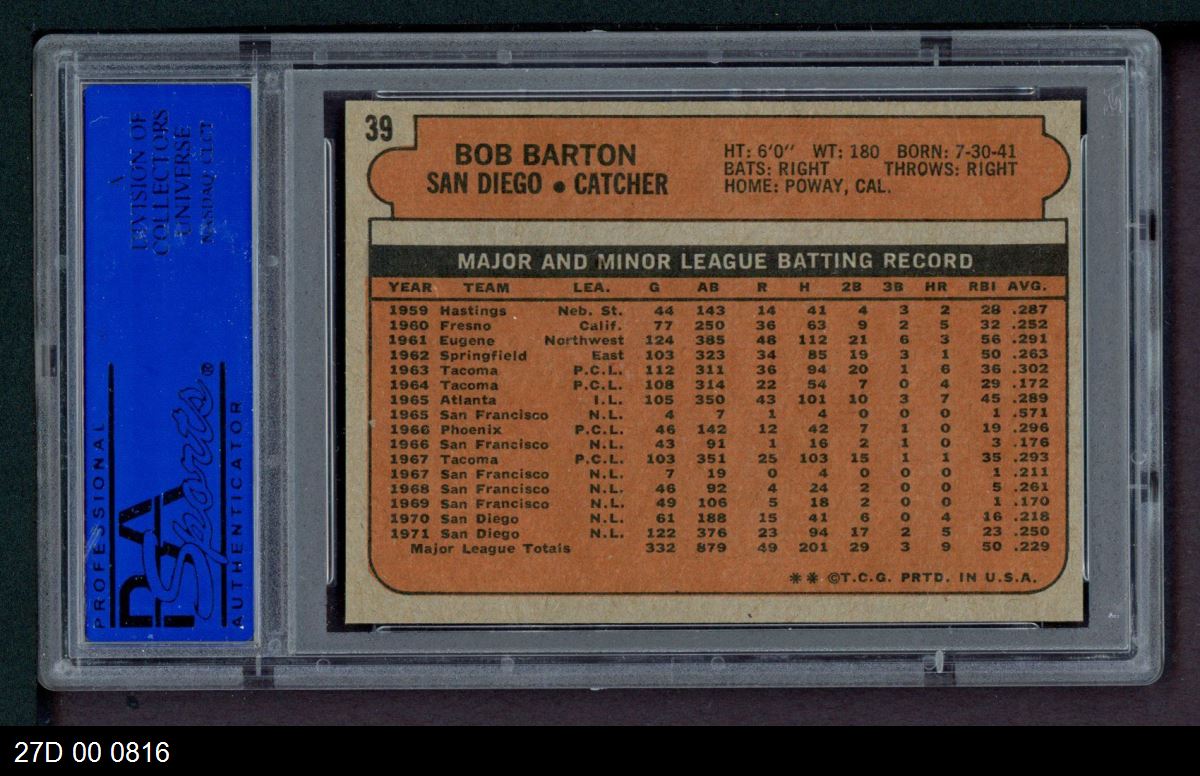 39
BOB BARTON
SAN DIEGO • CATCHER
HT: 6'0" WT: 180 BORN: 7-30-41
BATS: RIGHT THROWS: RIGHT
HOME: POWAY, CAL.
MAJOR AND MINOR LEAGUE BATTING RECORD
YEAR TEAM LEA. G AB R H 2B 3B HR RBI AVG.
1959 Hastings Neb. St. 44 143 14 41 4 3 2 28 .287
1960 Fresno Calif. 77 250 36 63 9 2 5 32 .252
1961 Eugene Northwest 124 385 48 112 21 6 3 56 .291
1962 Springfield East 103 323 34 85 19 3 1 50 .263
1963 Tacoma P.C.L. 112 311 36 94 20 1 6 36 .302
1964 Tacoma P.C.L. 108 314 22 54 7 0 4 29 .172
1965 Atlanta I.L. 105 350 43 101 10 3 7 45 .289
1965 San Francisco N.L. 4 7 1 4 0 0 0 1 .571
1966 Phoenix P.C.L. 46 142 12 42 7 1 0 19 .296
1966 San Francisco N.L. 43 91 1 16 2 1 0 3 .176
1967 Tacoma P.C.L. 103 351 25 103 15 1 1 35 .293
1967 San Francisco N.L. 7 19 0 4 0 0 0 1 .211
1968 San Francisco N.L. 46 92 4 24 2 0 0 5 .261
1969 San Francisco N.L. 49 106 5 18 2 0 0 1 .170
1970 San Diego N.L. 61 188 15 41 6 0 4 16 .218
1971 San Diego N.L. 122 376 23 94 17 2 5 23 .250
Major League Totals 332 879 49 201 29 3 9 50 .229
** ©T.C.G. PRTD. IN U.S.A.
A
DIVISION OF
COLLECTORS
UNIVERSE
NASDAQ: CLCT
PROFESSIONAL
PSA
Sports®
AUTHENTICATOR
27D 00 0816